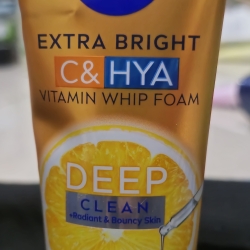 EXTRA BRIGHT
C& HYA
VITAMIN WHIP FOAM
DEEP
CLEAN
+Radiant & Bouncy Skin